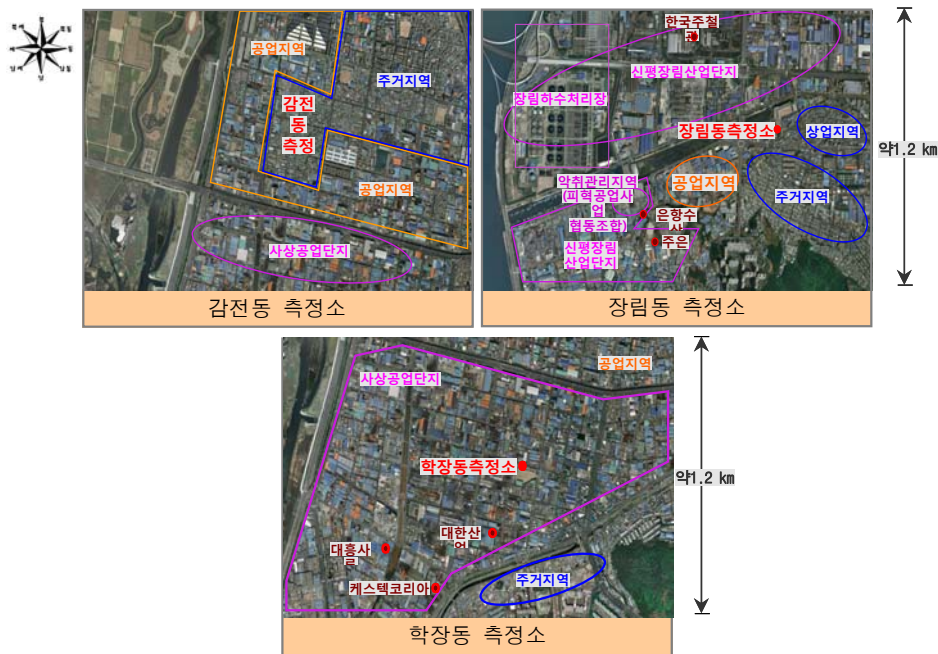 공업지역
주거지역
감전
동
측정
공업지역
사상공업단지
감전동 측정소
한국주철
관
신평장림산업단지
장림하수처리장
장림동측정소
상업지역
악취관리지역
(피혁공업사
업
협동조합)
공업지역
주거지역
은항수
산
주은
신평장림
산업단지
장림동 측정소
약1.2 km
공업지역
사상공업단지
학장동측정소
대한산
업
대흥사
료
케스텍코리아
주거지역
학장동 측정소
약1.2 km